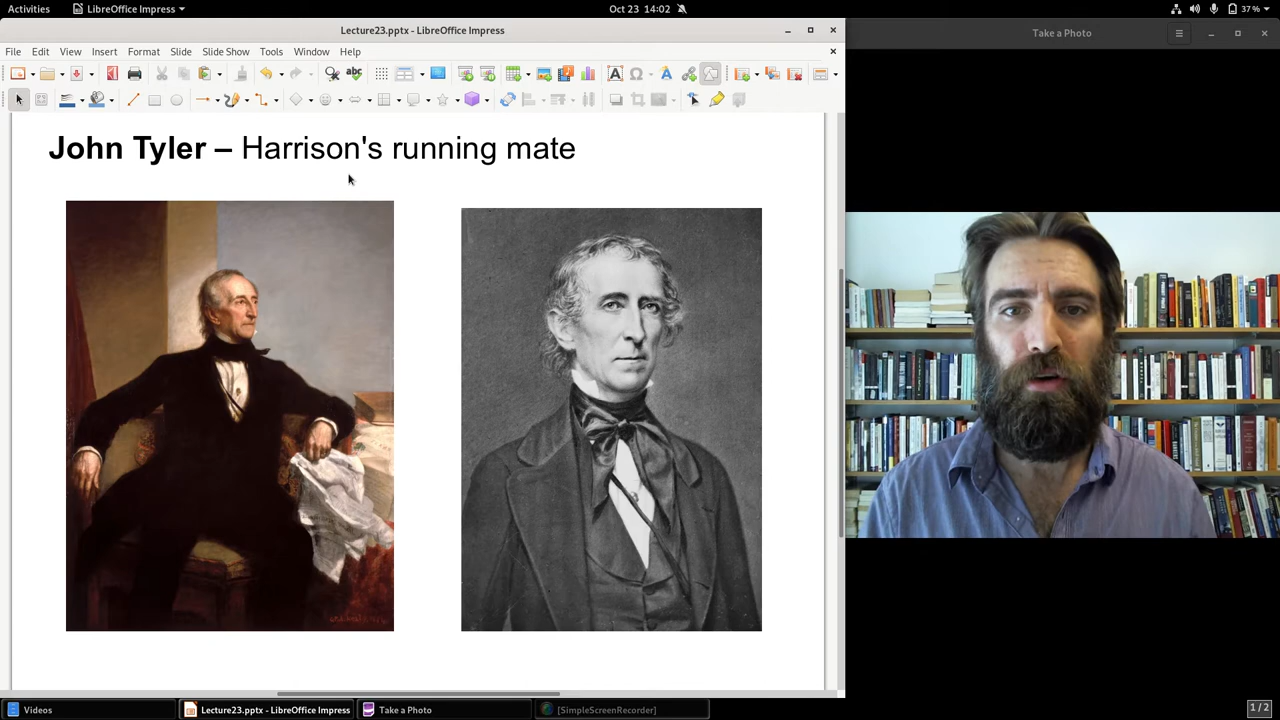 Activities
LibreOffice Impress
Oct 23 14:02
37 %
Lecture23.pptx - LibreOffice Impress
Take a Photo
File Edit View Insert Format Slide Slide Show Tools Window Help
John Tyler – Harrison's running mate
Videos
Lecture23.pptx - LibreOffice Impress
Take a Photo
[SimpleScreenRecorder]
1 / 2